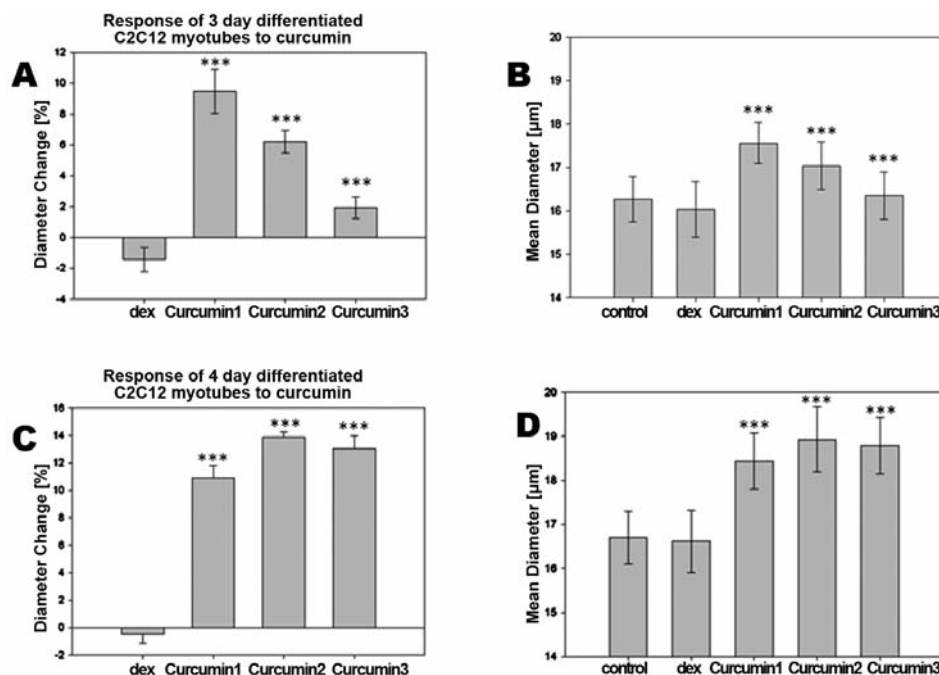 Response of 3 day differentiated
C2C12 myotubes to curcumin
A
Diameter Change [%]
12
10
8
6
4
2
0
-2
-4
***
***
***
dex Curcumin1 Curcumin2 Curcumin3
B
Mean Diameter [µm]
20
19
18
17
16
15
14
***
***
***
control dex Curcumin1 Curcumin2 Curcumin3
Response of 4 day differentiated
C2C12 myotubes to curcumin
C
Diameter Change [%]
16
14
12
10
8
6
4
2
0
-2
***
***
***
dex Curcumin1 Curcumin2 Curcumin3
D
Mean Diameter [µm]
20
19
18
17
16
15
14
***
***
***
control dex Curcumin1 Curcumin2 Curcumin3